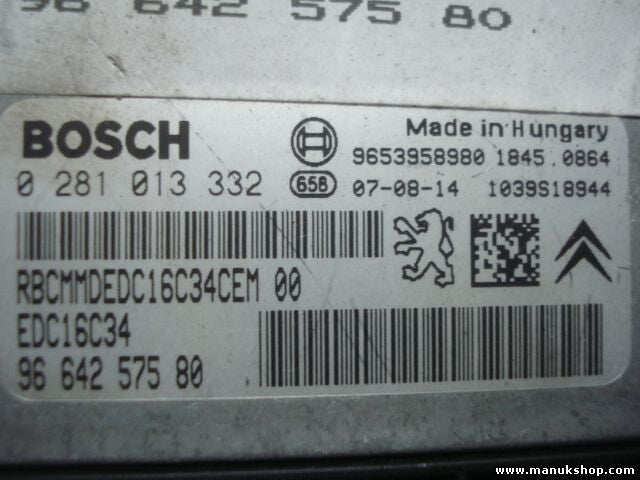 96 642 575 80
BOSCH
Made in Hungary
9653958980 1845.0864
0 281 013 332
65B
07-08-14 1039S18944
RBCMMDEDC16C34CEM 00
EDC16C34
96 642 575 80
www.manukshop.com